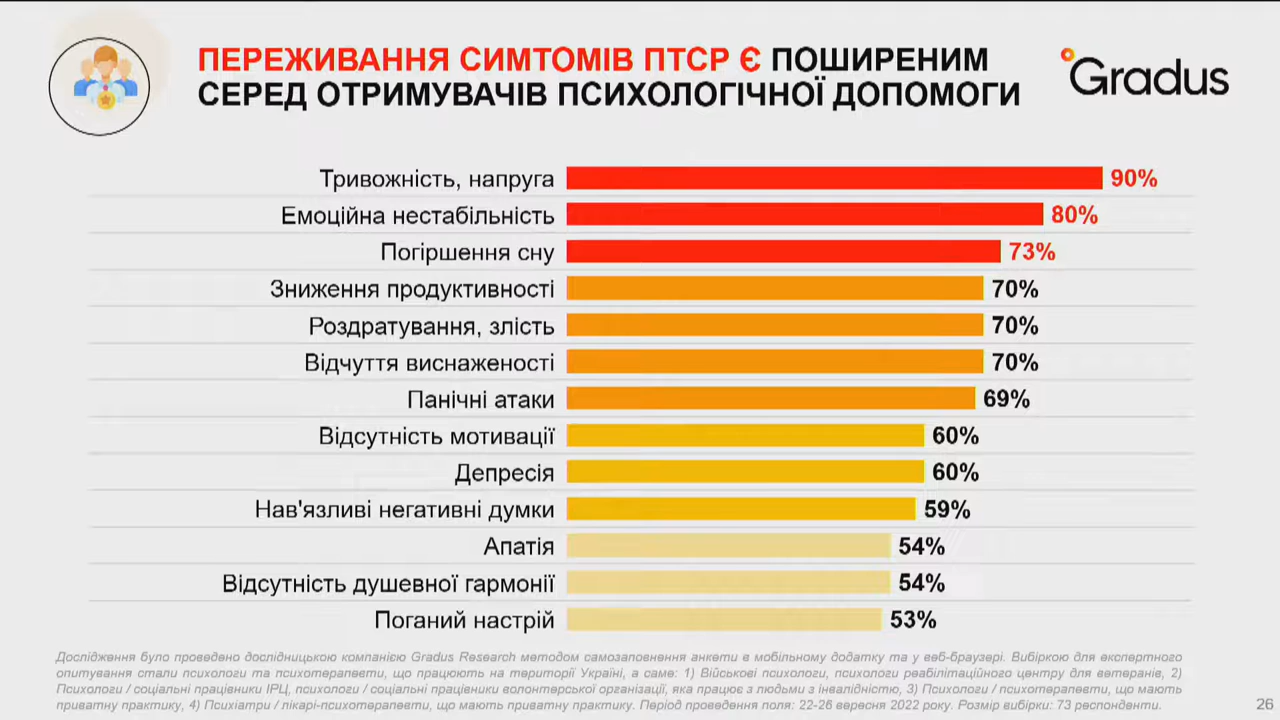 ПЕРЕЖИВАННЯ СИМТОМІВ ПТСР Є ПОШИРЕНИМ
СЕРЕД ОТРИМУВАЧІВ ПСИХОЛОГІЧНОЇ ДОПОМОГИ
Gradus
Тривожність, напруга 90%
Емоційна нестабільність 80%
Погіршення сну 73%
Зниження продуктивності 70%
Роздратування, злість 70%
Відчуття виснаженості 70%
Панічні атаки 69%
Відсутність мотивації 60%
Депресія 60%
Нав'язливі негативні думки 59%
Апатія 54%
Відсутність душевної гармонії 54%
Поганий настрій 53%
Дослідження було проведено дослідницькою компанією Gradus Research методом самозаповнення анкети в мобільному додатку та у веб-браузері. Вибіркою для експертного
опитування стали психологи та психотерапевти, що працюють на території Україні, а саме: 1) Військові психологи, психологи реабілітаційного центру для ветеранів, 2)
Психологи / соціальні працівники ІРЦ, психологи / соціальні працівники волонтерської організації, яка працює з людьми з інвалідністю, 3) Психологи / психотерапевти, що мають
приватну практику, 4) Психіатри / лікарі-психотерапевти, що мають приватну практику. Період проведення поля: 22-26 вересня 2022 року. Розмір вибірки: 73 респонденти.
26